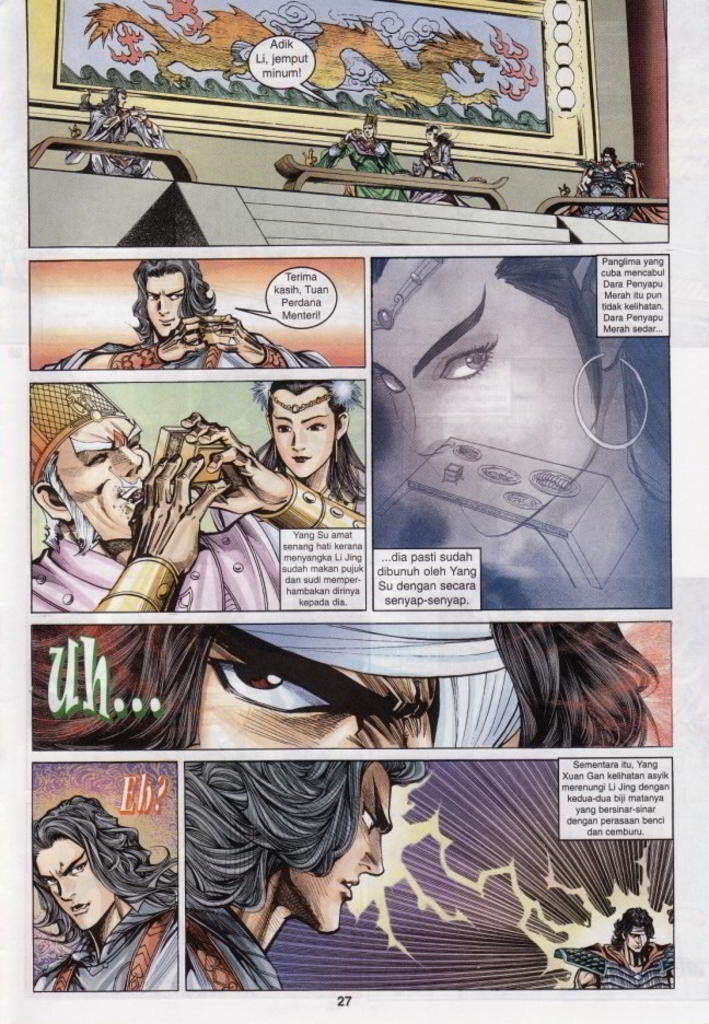 Adik
Li, jemput
minum!
Terima
kasih, Tuan
Perdana
Menteri!
Panglima yang
cuba mencabul
Dara Penyapu
Merah itu pun
tidak kelihatan.
Dara Penyapu
Merah sedar...
Yang Su amat
senang hati kerana
menyangka Li Jing
sudah makan pujuk
dan sudi memper-
hambakan dirinya
kepada dia.
...dia pasti sudah
dibunuh oleh Yang
Su dengan secara
senyap-senyap.
Uh...
Eh?
Sementara itu, Yang
Xuan Gan kelihatan asyik
merenungi Li Jing dengan
kedua-dua biji matanya
yang bersinar-sinar
dengan perasaan benci
dan cemburu.
27